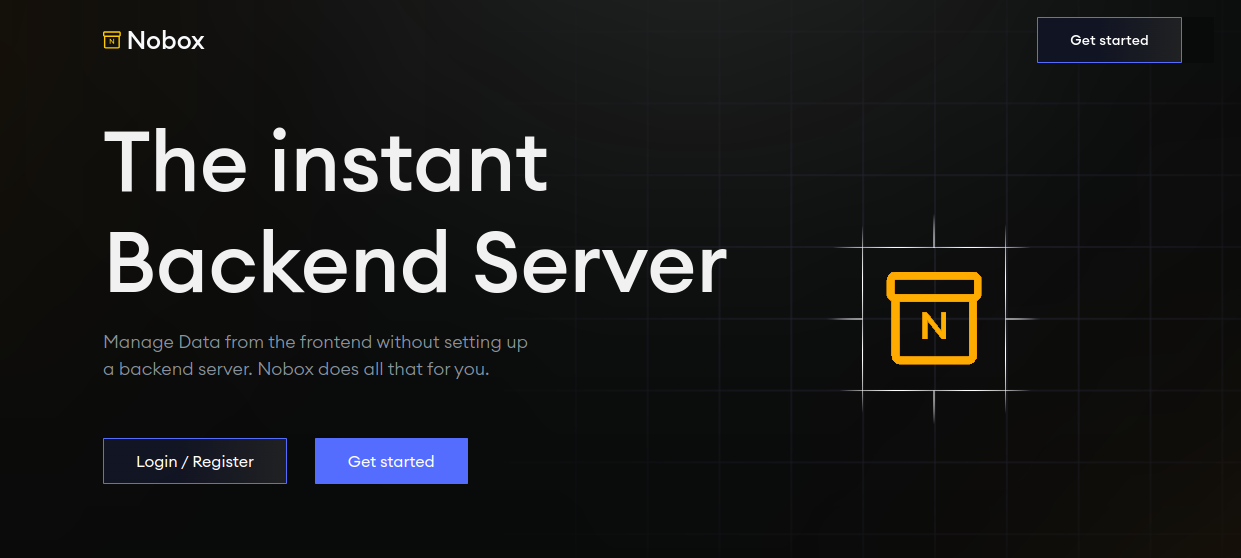 N Nobox
Get started
The instant
Backend Server
Manage Data from the frontend without setting up
a backend server. Nobox does all that for you.
N
Login / Register
Get started